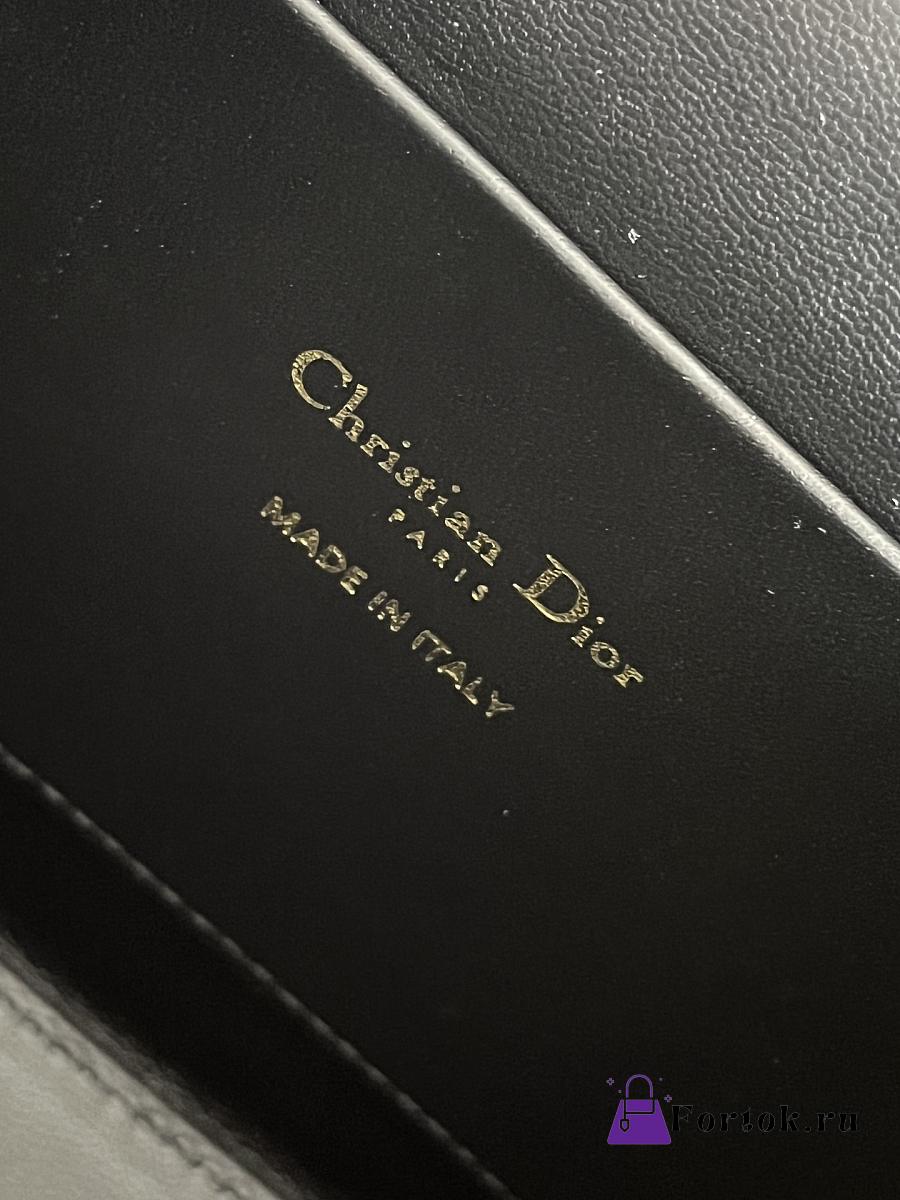 Christian Dior
PARIS
MADE IN ITALY
Fortok.ru